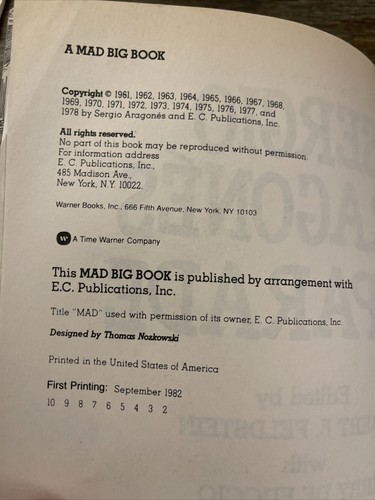 A MAD BIG BOOK
Copyright © 1961, 1962, 1963, 1964, 1965, 1966, 1967, 1968,
1969, 1970, 1971, 1972, 1973, 1974, 1975, 1976, 1977, and
1978 by Sergio Aragonés and E. C. Publications, Inc.
All rights reserved.
No part of this book may be reproduced without permission.
For information address
E. C. Publications, Inc.,
485 Madison Ave.,
New York, N.Y. 10022.
Warner Books, Inc., 666 Fifth Avenue, New York, NY 10103
A Time Warner Company
This MAD BIG BOOK is published by arrangement with
E.C. Publications, Inc.
Title "MAD" used with permission of its owner, E. C. Publications, Inc.
Designed by Thomas Nozkowski
Printed in the United States of America
First Printing: September 1982
10 9 8 7 6 5 4 3 2